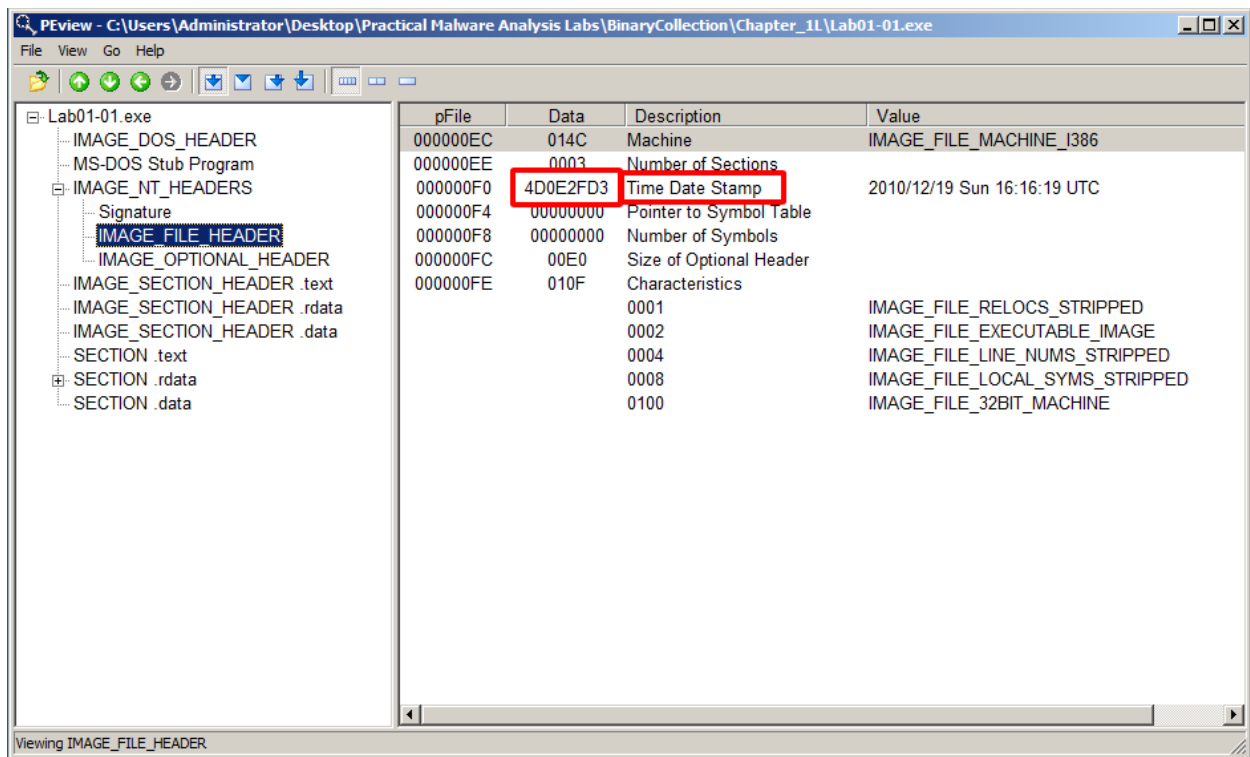 PEview - C:\Users\Administrator\Desktop\Practical Malware Analysis Labs\BinaryCollection\Chapter_1L\Lab01-01.exe
File View Go Help
Lab01-01.exe
IMAGE_DOS_HEADER
MS-DOS Stub Program
IMAGE_NT_HEADERS
Signature
IMAGE_FILE_HEADER
IMAGE_OPTIONAL_HEADER
IMAGE_SECTION_HEADER .text
IMAGE_SECTION_HEADER .rdata
IMAGE_SECTION_HEADER .data
SECTION .text
SECTION .rdata
SECTION .data
pFile Data Description Value
000000EC 014C Machine IMAGE_FILE_MACHINE_I386
000000EE 0003 Number of Sections
000000F0 4D0E2FD3 Time Date Stamp 2010/12/19 Sun 16:16:19 UTC
000000F4 00000000 Pointer to Symbol Table
000000F8 00000000 Number of Symbols
000000FC 00E0 Size of Optional Header
000000FE 010F Characteristics
0001 IMAGE_FILE_RELOCS_STRIPPED
0002 IMAGE_FILE_EXECUTABLE_IMAGE
0004 IMAGE_FILE_LINE_NUMS_STRIPPED
0008 IMAGE_FILE_LOCAL_SYMS_STRIPPED
0100 IMAGE_FILE_32BIT_MACHINE
Viewing IMAGE_FILE_HEADER